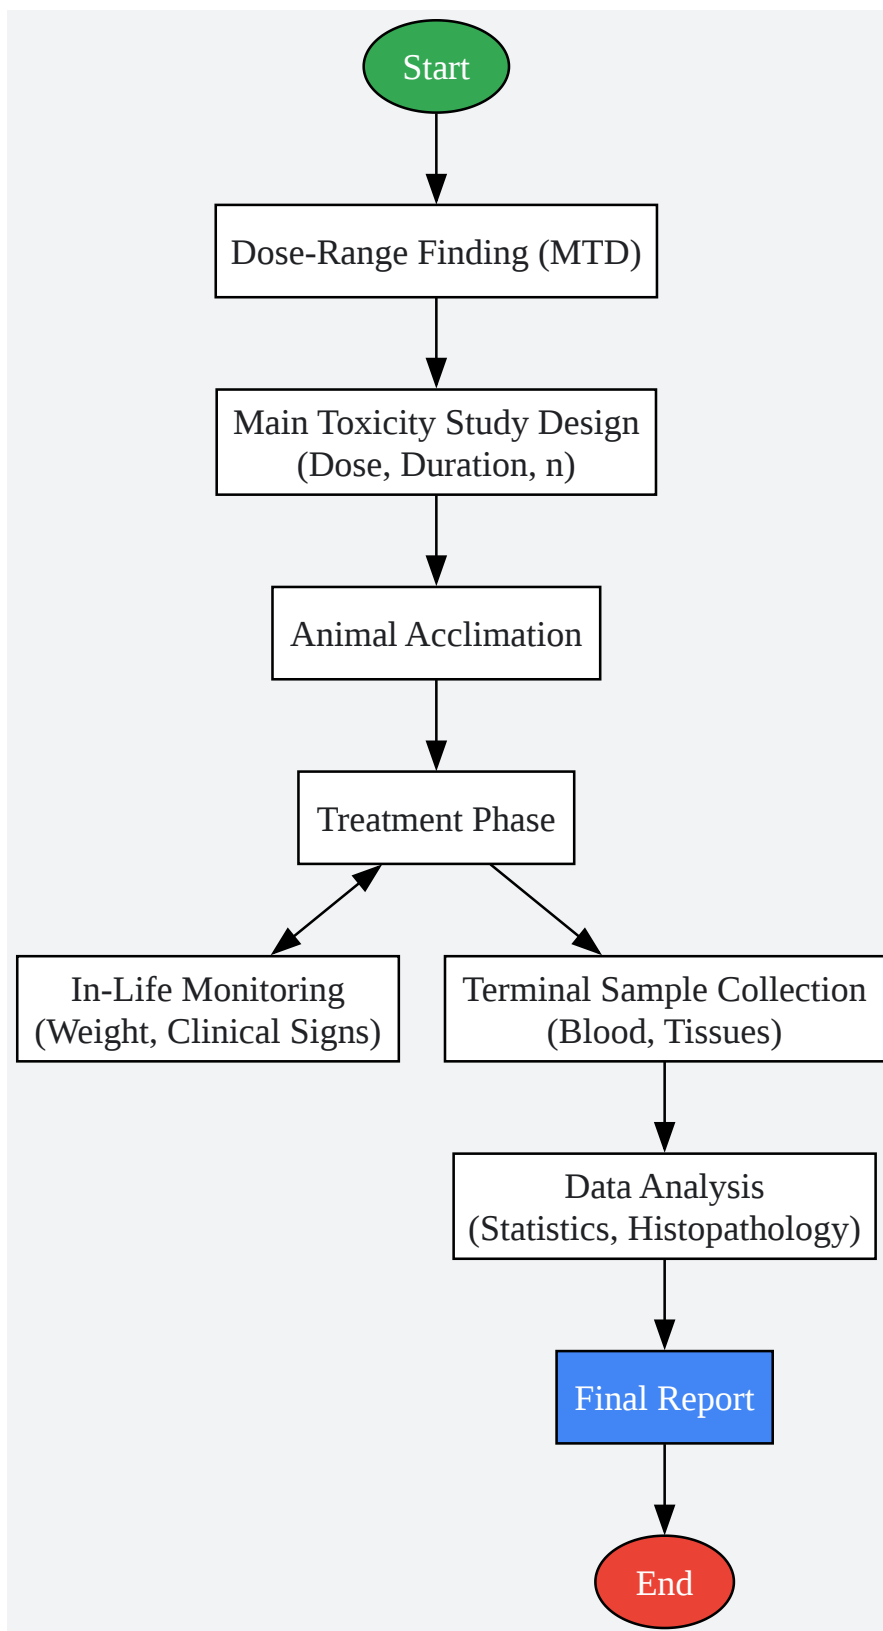 Start
Dose-Range Finding (MTD)
Main Toxicity Study Design
(Dose, Duration, n)
Animal Acclimation
Treatment Phase
In-Life Monitoring
(Weight, Clinical Signs)
Terminal Sample Collection
(Blood, Tissues)
Data Analysis
(Statistics, Histopathology)
Final Report
End